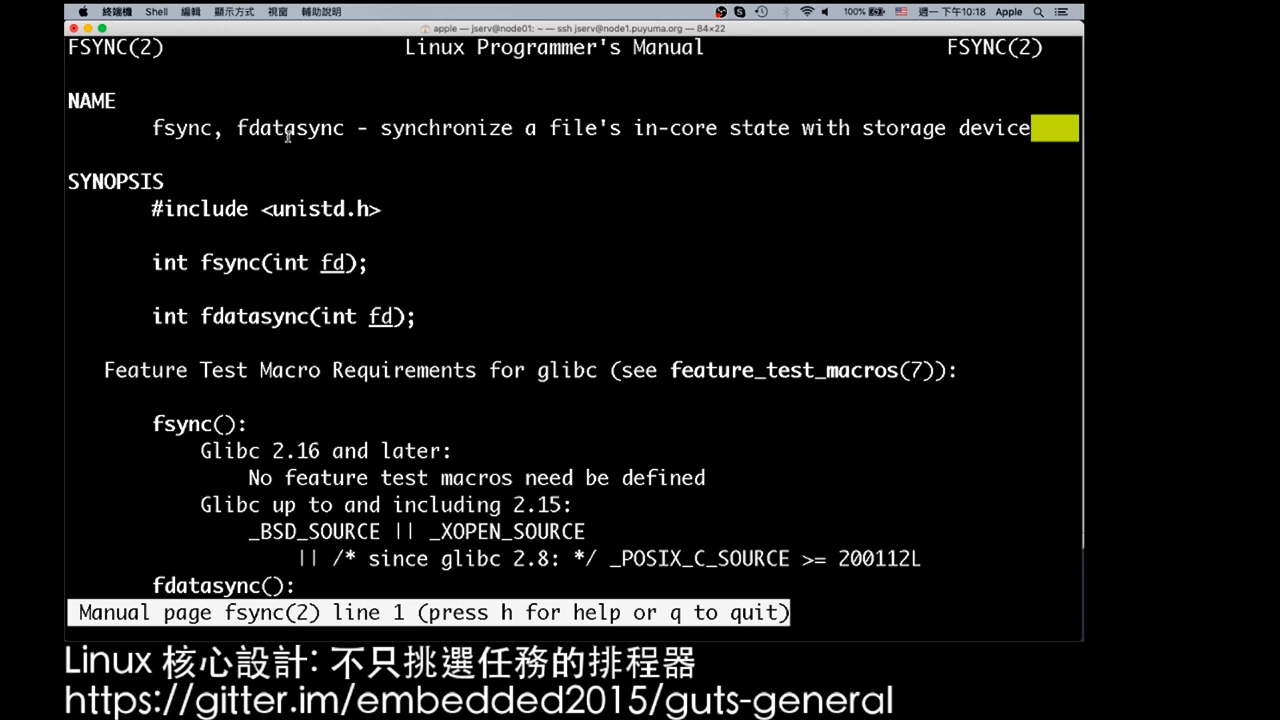 終端機 Shell 編輯 顯示方式 視窗 輔助說明 100% 週一 下午10:18 Apple
apple — jserv@node01: ~ — ssh jserv@node1.puyuma.org — 84×22
FSYNC(2) Linux Programmer's Manual FSYNC(2)
NAME
fsync, fdatasync - synchronize a file's in-core state with storage device
SYNOPSIS
#include <unistd.h>
int fsync(int fd);
int fdatasync(int fd);
Feature Test Macro Requirements for glibc (see feature_test_macros(7)):
fsync():
Glibc 2.16 and later:
No feature test macros need be defined
Glibc up to and including 2.15:
_BSD_SOURCE || _XOPEN_SOURCE
|| /* since glibc 2.8: */ _POSIX_C_SOURCE >= 200112L
fdatasync():
Manual page fsync(2) line 1 (press h for help or q to quit)
Linux 核心設計: 不只挑選任務的排程器
https://gitter.im/embedded2015/guts-general